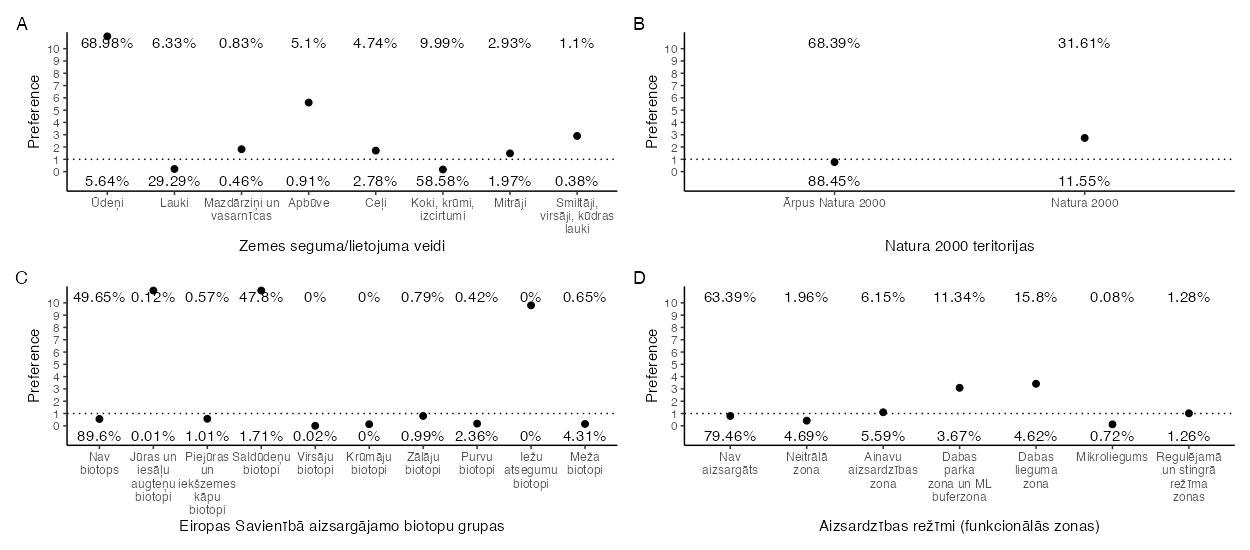 A
Preference
10
9
8
7
6
5
4
3
2
1
0
68.98% 6.33% 0.83% 5.1% 4.74% 9.99% 2.93% 1.1%
5.64% 29.29% 0.46% 0.91% 2.78% 58.58% 1.97% 0.38%
Ūdeņi Lauki Mazdārziņi un Apbūve Ceļi Koki, krūmi, Mitrāji Smiltāji,
vasarnīcas izcirtumi virsāji, kūdras
lauki
Zemes seguma/lietojuma veidi
B
Preference
10
9
8
7
6
5
4
3
2
1
0
68.39% 31.61%
88.45% 11.55%
Ārpus Natura 2000 Natura 2000
Natura 2000 teritorijas
C
Preference
10
9
8
7
6
5
4
3
2
1
0
49.65% 0.12% 0.57% 47.8% 0% 0% 0.79% 0.42% 0% 0.65%
89.6% 0.01% 1.01% 1.71% 0.02% 0% 0.99% 2.36% 0% 4.31%
Nav Jūras un Piejūras Saldūdeņu Virsāju Krūmāju Zālāju Purvu Iežu Meža
biotops iesāļu un biotopi biotopi biotopi biotopi biotopi atsegumu biotopi
augteņu iekšzemes biotopi
biotopi kāpu
biotopi
Eiropas Savienībā aizsargājamo biotopu grupas
D
Preference
10
9
8
7
6
5
4
3
2
1
0
63.39% 1.96% 6.15% 11.34% 15.8% 0.08% 1.28%
79.46% 4.69% 5.59% 3.67% 4.62% 0.72% 1.26%
Nav Neitrālā Ainavu Dabas Dabas Mikroliegums Regulējamā
aizsargāts zona aizsardzības parka lieguma un stingrā
zona zona un ML zona režīma
buferzona zonas
Aizsardzības režīmi (funkcionālās zonas)